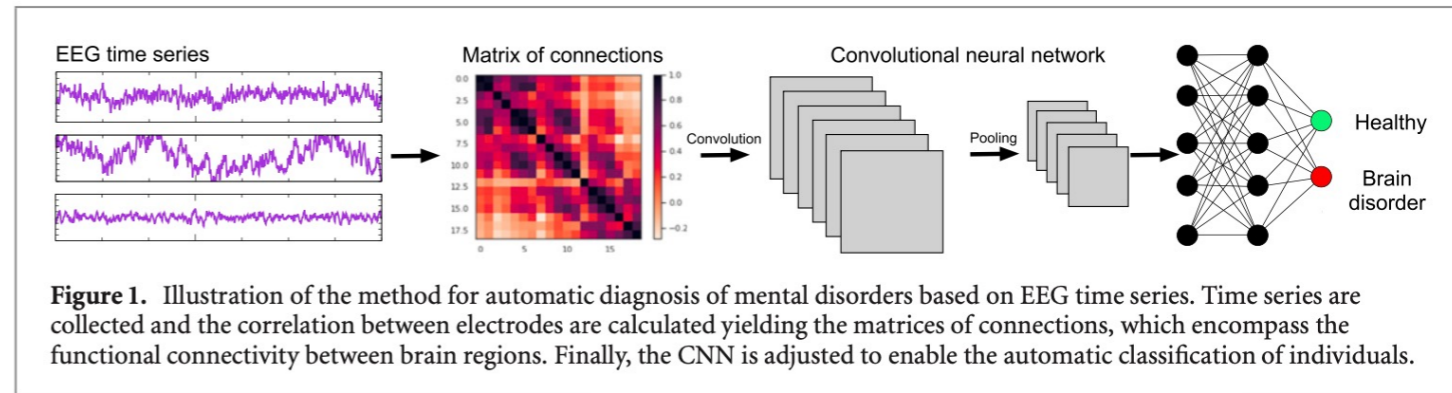 EEG time series
Matrix of connections
Convolutional neural network
0.0
2.5
5.0
7.5
10.0
12.5
15.0
17.5
0
5
10
15
1.0
0.8
0.6
0.4
0.2
0.0
−0.2
Convolution
Pooling
Healthy
Brain
disorder
Figure 1. Illustration of the method for automatic diagnosis of mental disorders based on EEG time series. Time series are
collected and the correlation between electrodes are calculated yielding the matrices of connections, which encompass the
functional connectivity between brain regions. Finally, the CNN is adjusted to enable the automatic classification of individuals.